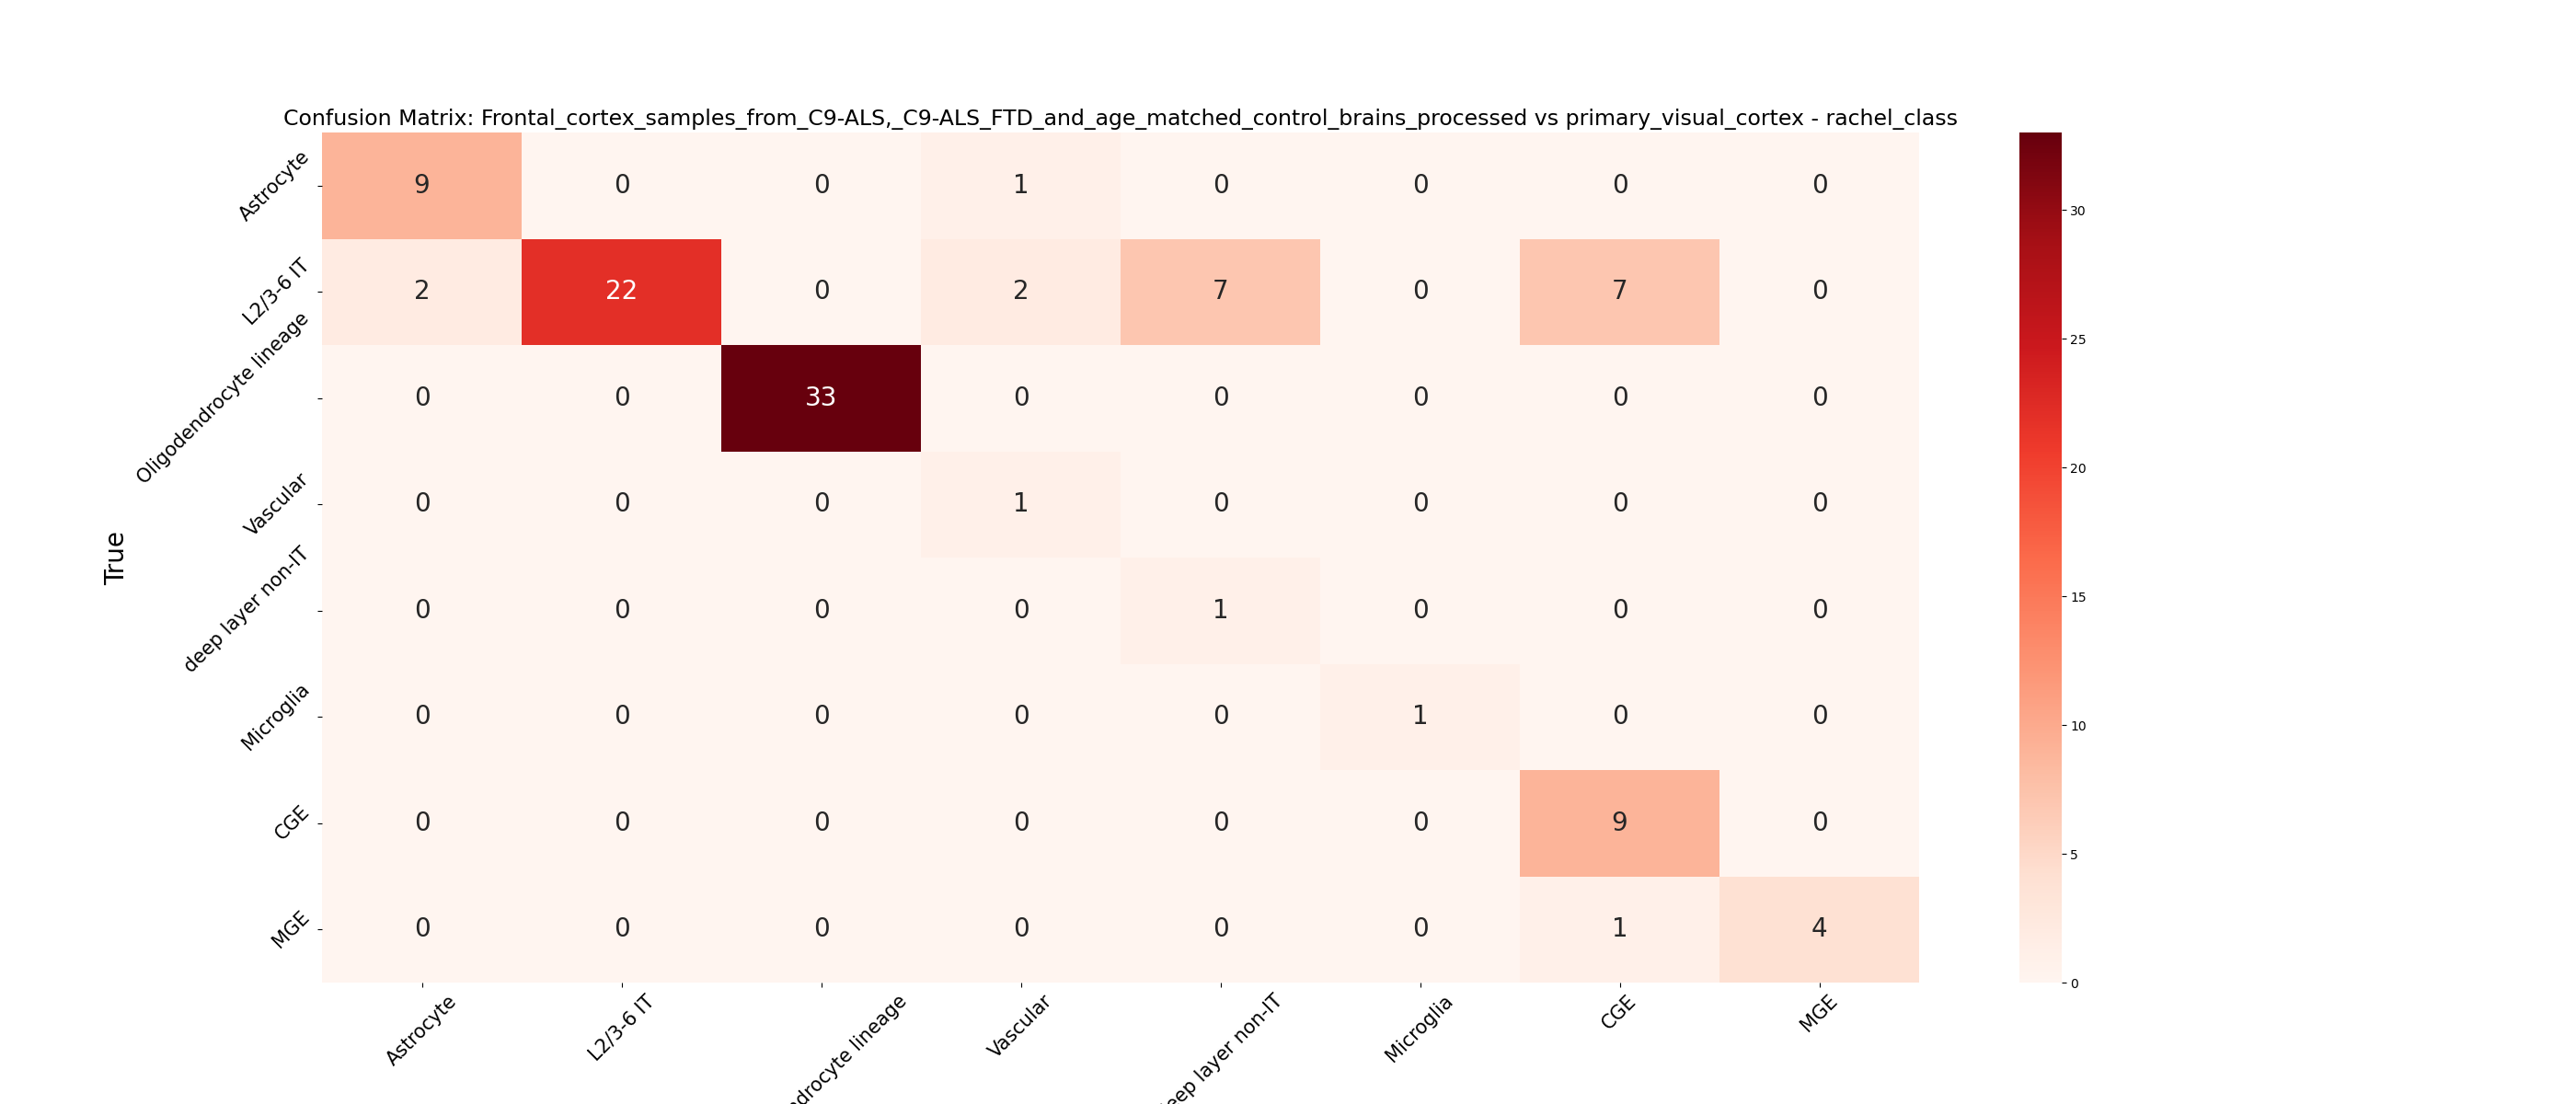 Confusion Matrix: Frontal_cortex_samples_from_C9-ALS,_C9-ALS_FTD_and_age_matched_control_brains_processed vs primary_visual_cortex - rachel_class
Astrocyte 9 0 0 1 0 0 0 0
L2/3-6 IT 2 22 0 2 7 0 7 0
Oligodendrocyte lineage 0 0 33 0 0 0 0 0
Vascular 0 0 0 1 0 0 0 0
deep layer non-IT 0 0 0 0 1 0 0 0
Microglia 0 0 0 0 0 1 0 0
CGE 0 0 0 0 0 0 9 0
MGE 0 0 0 0 0 0 1 4
True
Astrocyte
L2/3-6 IT
lineage
Vascular
layer non-IT
Microglia
CGE
MGE
30
25
20
15
10
5
0